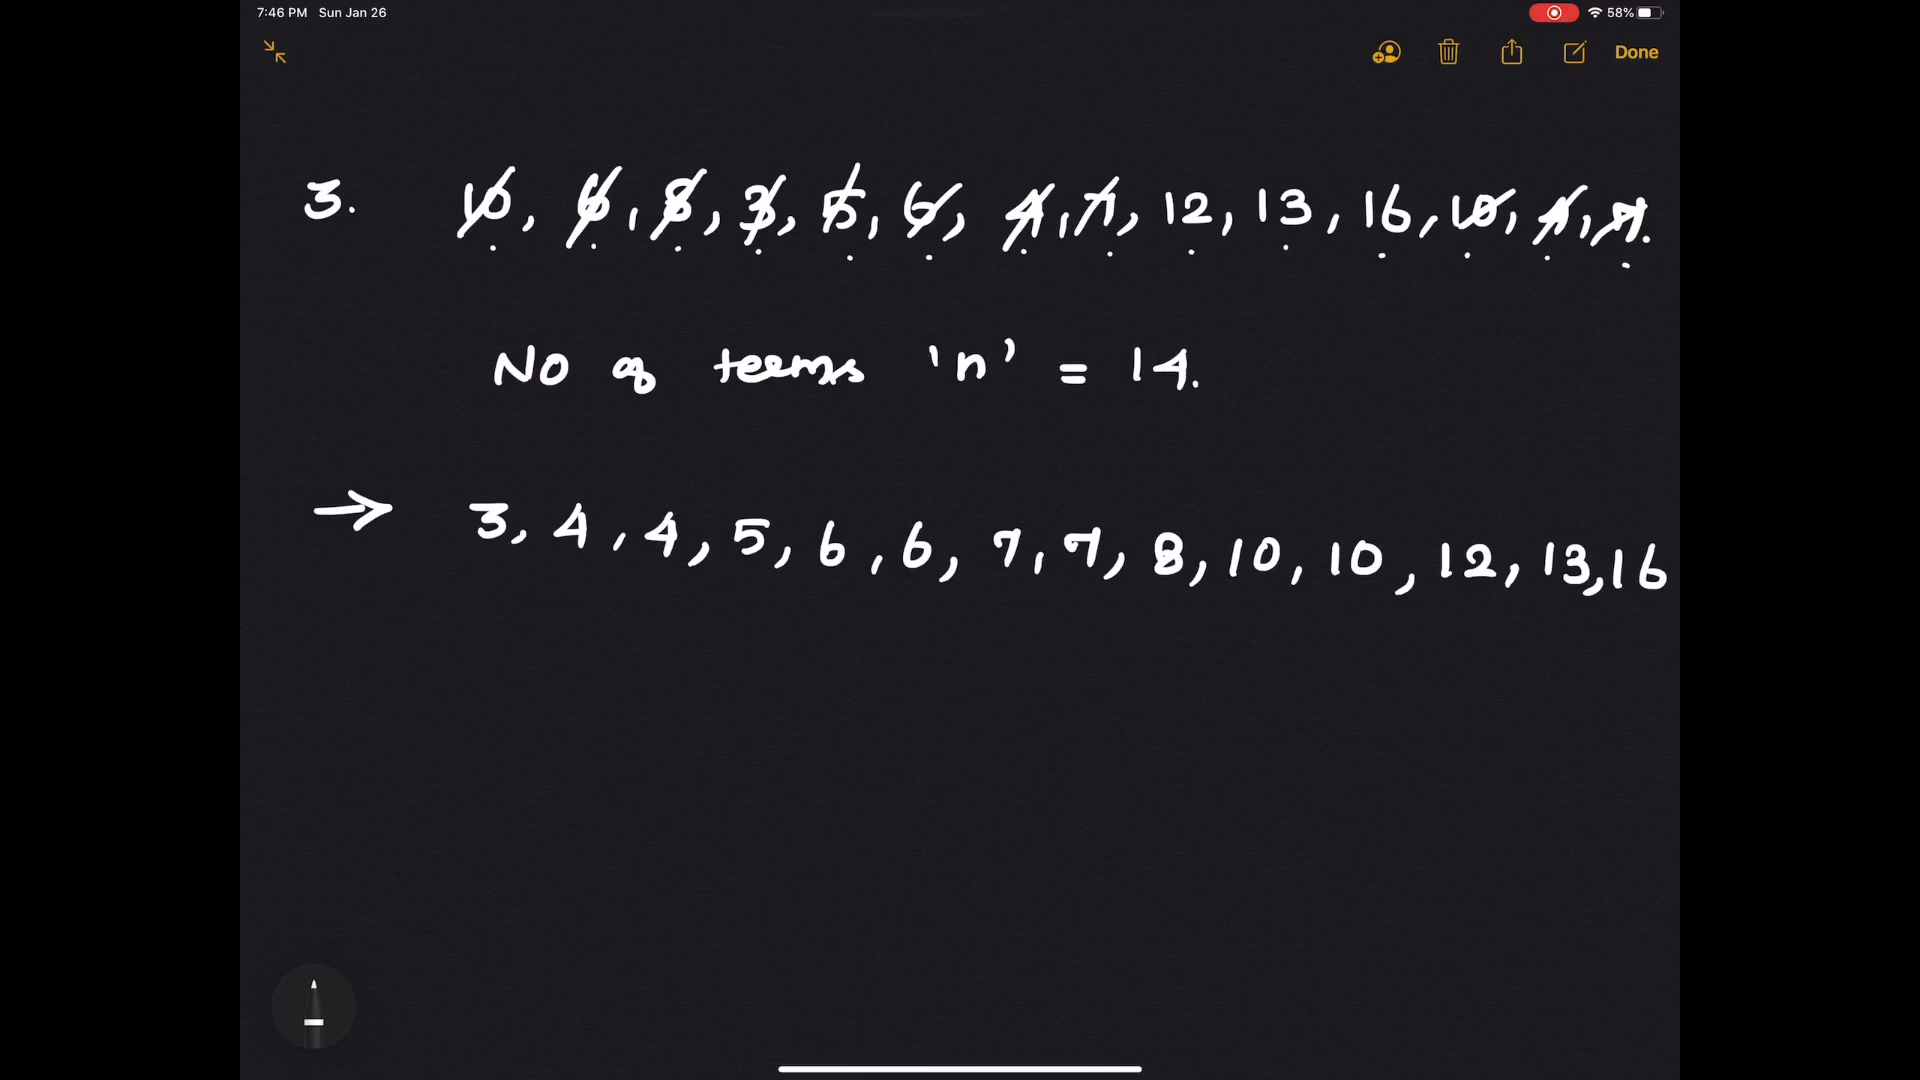 7:46 PM Sun Jan 26
58%
Done
3. 10, 6, 8, 3, 5, 6, 4, 7, 12, 13, 16, 10, 4, 7.
No of terms 'n' = 14.
→ 3, 4, 4, 5, 6, 6, 7, 7, 8, 10, 10, 12, 13, 16